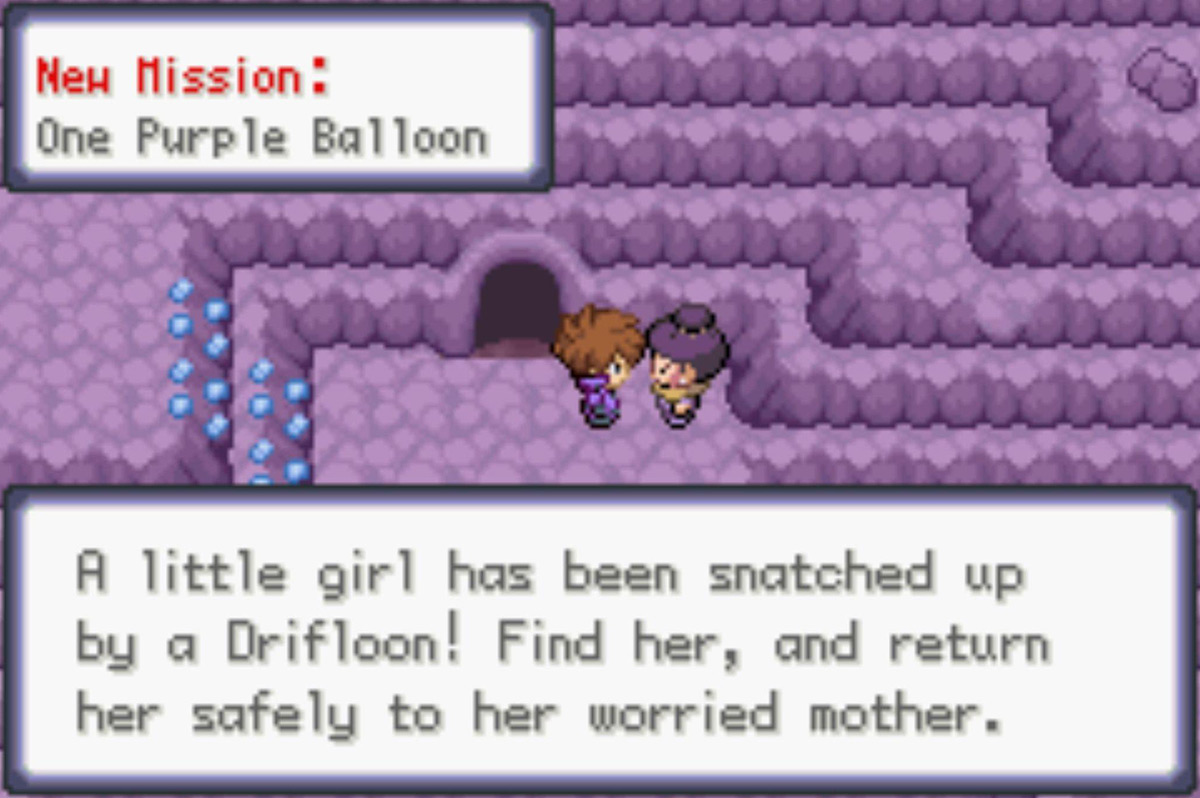 New Mission:
One Purple Balloon
A little girl has been snatched up
by a Drifloon! Find her, and return
her safely to her worried mother.